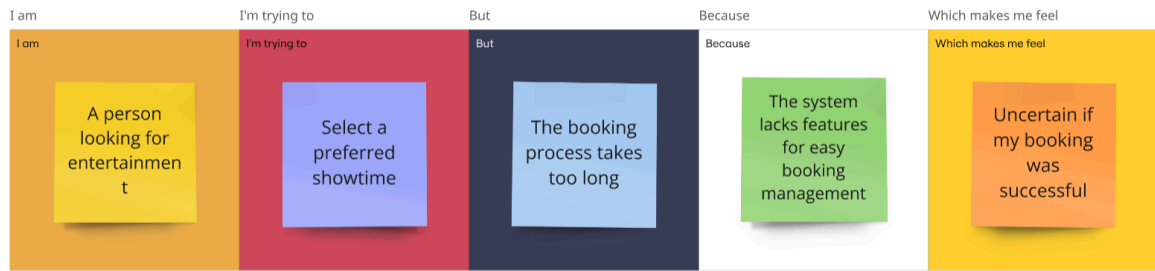 I am
I'm trying to
But
Because
Which makes me feel
I am
I'm trying to
But
Because
Which makes me feel
A person
looking for
entertainmen
t
Select a
preferred
showtime
The booking
process takes
too long
The system
lacks features
for easy
booking
management
Uncertain if
my booking
was
successful